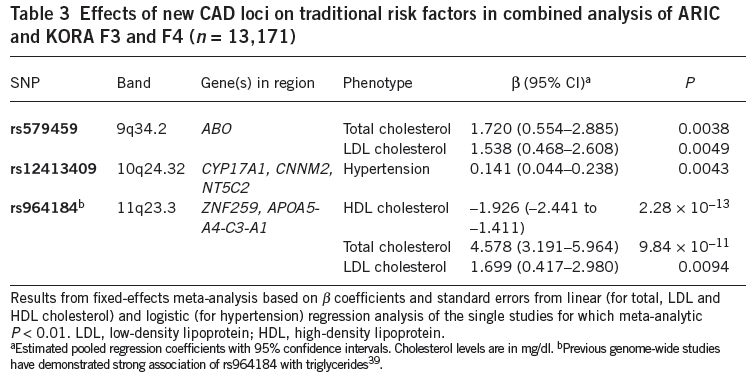 Table 3 Effects of new CAD loci on traditional risk factors in combined analysis of ARIC
and KORA F3 and F4 (n = 13,171)
SNP Band Gene(s) in region Phenotype β (95% CI)ᵃ P
rs579459 9q34.2 ABO Total cholesterol 1.720 (0.554–2.885) 0.0038
LDL cholesterol 1.538 (0.468–2.608) 0.0049
rs12413409 10q24.32 CYP17A1, CNNM2, Hypertension 0.141 (0.044–0.238) 0.0043
NT5C2
rs964184ᵇ 11q23.3 ZNF259, APOA5- HDL cholesterol –1.926 (–2.441 to 2.28 × 10⁻¹³
A4-C3-A1 –1.411)
Total cholesterol 4.578 (3.191–5.964) 9.84 × 10⁻¹¹
LDL cholesterol 1.699 (0.417–2.980) 0.0094
Results from fixed-effects meta-analysis based on β coefficients and standard errors from linear (for total, LDL and
HDL cholesterol) and logistic (for hypertension) regression analysis of the single studies for which meta-analytic
P < 0.01. LDL, low-density lipoprotein; HDL, high-density lipoprotein.
ᵃEstimated pooled regression coefficients with 95% confidence intervals. Cholesterol levels are in mg/dl. ᵇPrevious genome-wide studies
have demonstrated strong association of rs964184 with triglycerides³⁹.